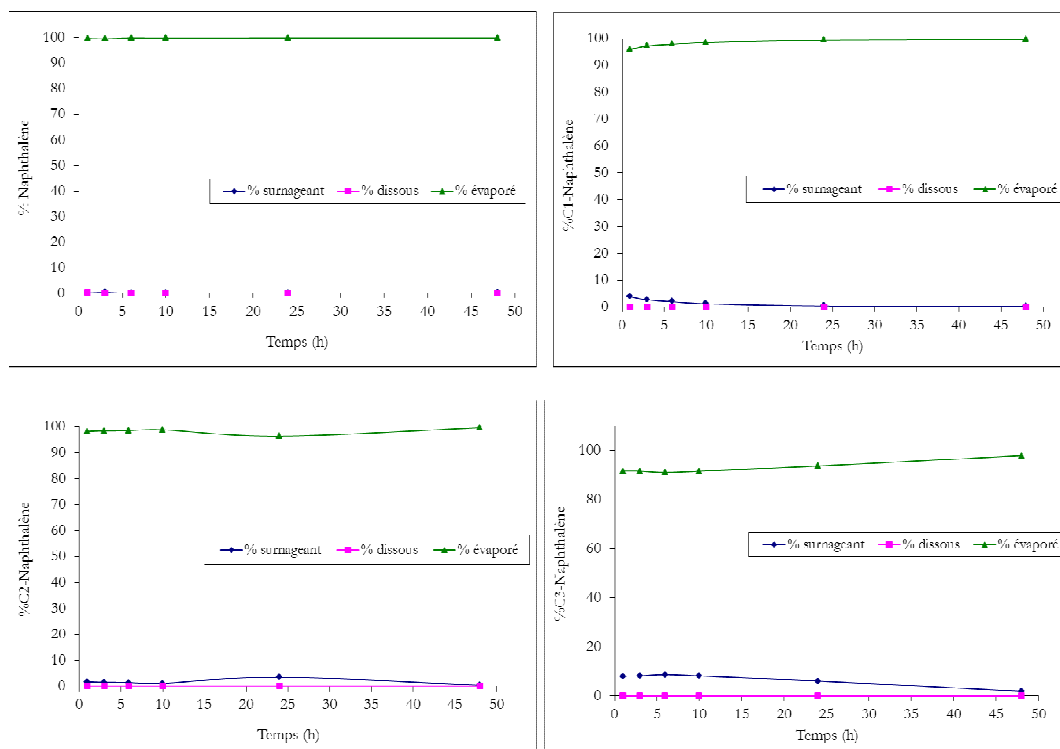 % Naphthalène
100
90
80
70
60
50
40
30
20
10
0
% surnageant % dissous % évaporé
0 5 10 15 20 25 30 35 40 45 50
Temps (h)
%C1-Naphthalène
100
90
80
70
60
50
40
30
20
10
0
% surnageant % dissous % évaporé
0 5 10 15 20 25 30 35 40 45 50
Temps (h)
%C2-Naphthalène
100
90
80
70
60
50
40
30
20
10
0
% surnageant % dissous % évaporé
0 5 10 15 20 25 30 35 40 45 50
Temps (h)
%C3-Naphthalène
100
80
60
40
20
0
% surnageant % dissous % évaporé
0 5 10 15 20 25 30 35 40 45 50
Temps (h)